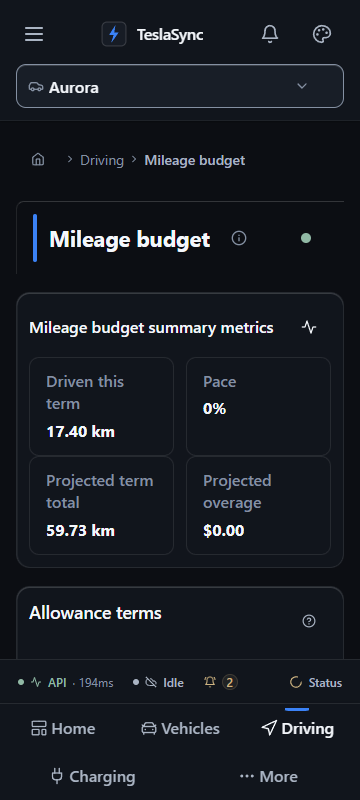 TeslaSync
Aurora
Driving
Mileage budget
Mileage budget
Mileage budget summary metrics
Driven this
term
17.40 km
Pace
0%
Projected term
total
59.73 km
Projected
overage
$0.00
Allowance terms
API · 194ms
Idle
2
Status
Home
Vehicles
Driving
Charging
More